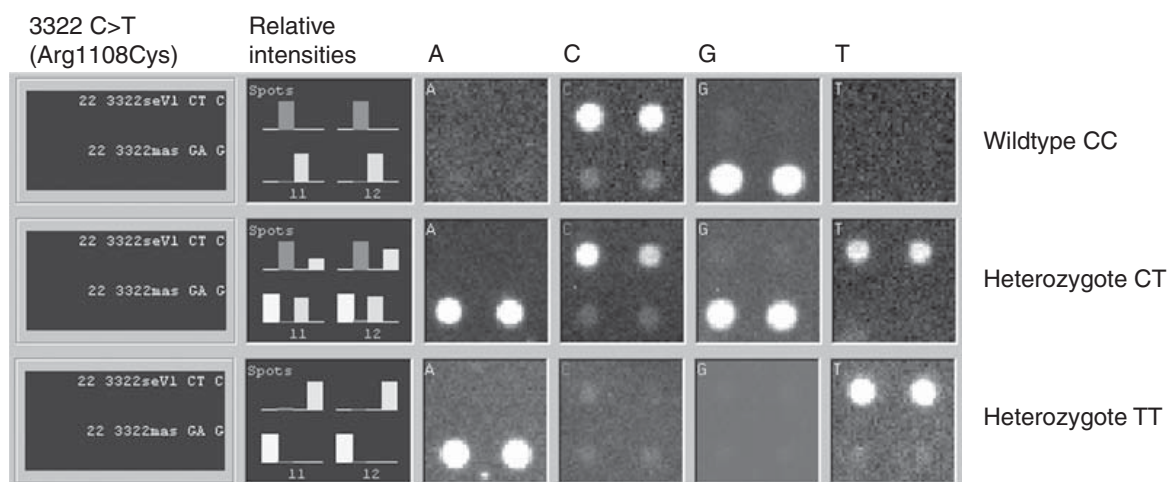 3322 C>T
(Arg1108Cys)
Relative
intensities
A
C
G
T
22 3322seV1 CT C
22 3322mas GA G
Spots
11 12
A
C
G
T
Wildtype CC
22 3322seV1 CT C
22 3322mas GA G
Spots
11 12
A
C
G
T
Heterozygote CT
22 3322seV1 CT C
22 3322mas GA G
Spots
11 12
A
C
G
T
Heterozygote TT